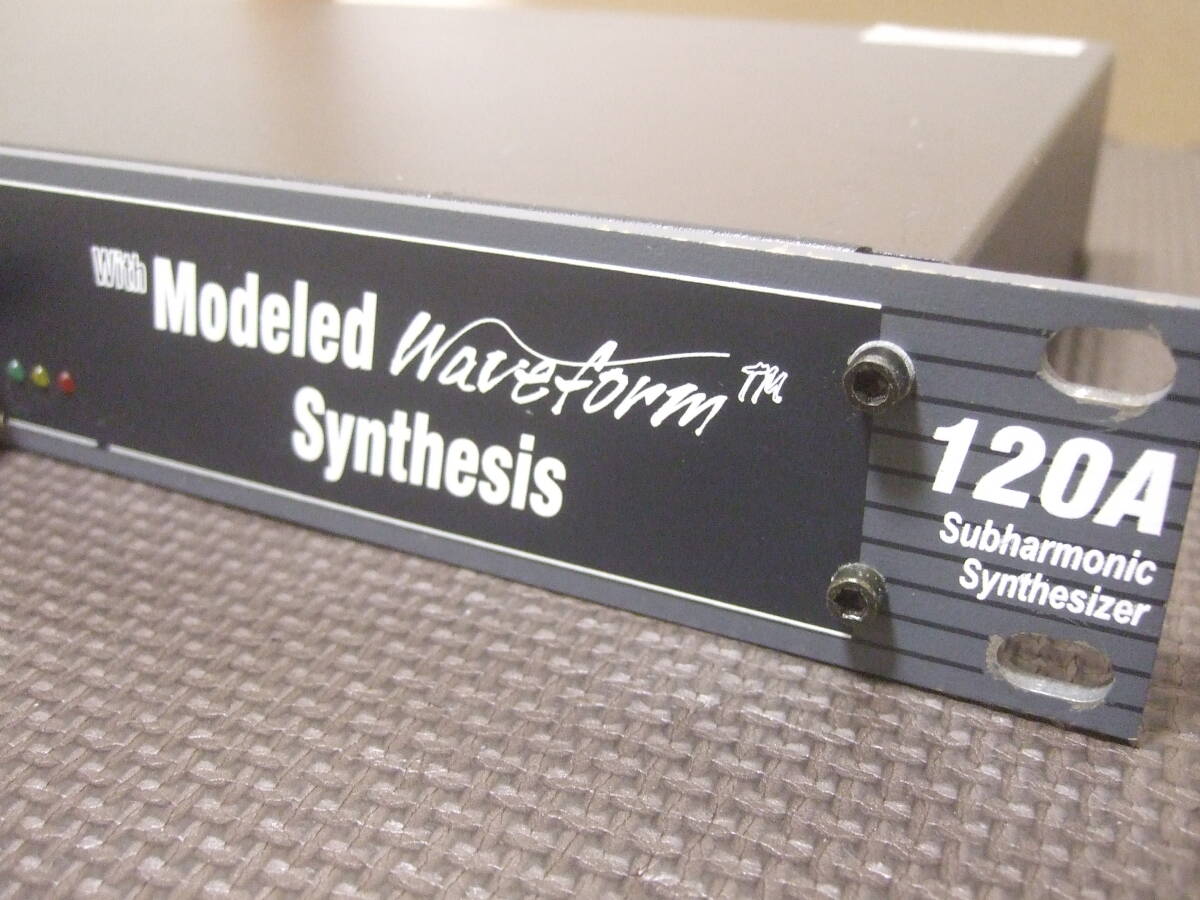 With Modeled Waveform™
Synthesis
120A
Subharmonic
Synthesizer